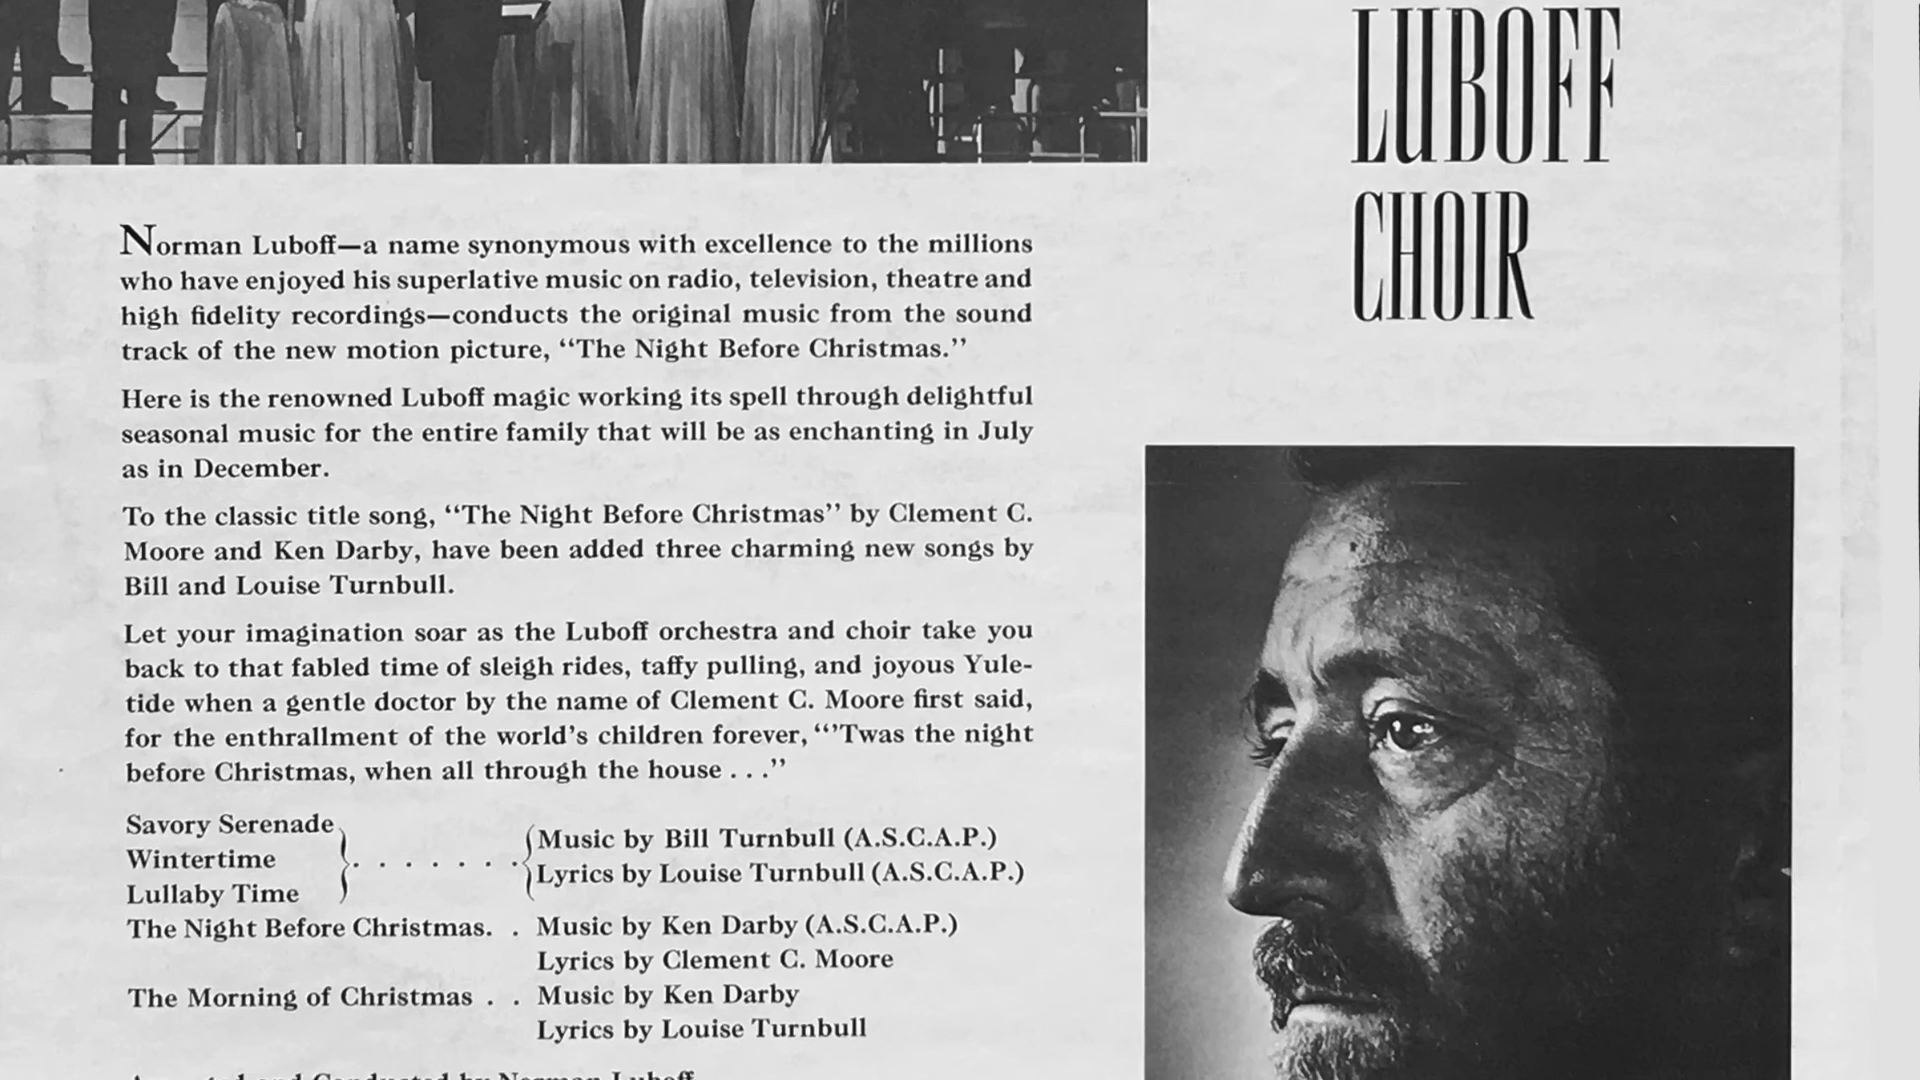 LUBOFF
CHOIR
Norman Luboff—a name synonymous with excellence to the millions
who have enjoyed his superlative music on radio, television, theatre and
high fidelity recordings—conducts the original music from the sound
track of the new motion picture, “The Night Before Christmas.”
Here is the renowned Luboff magic working its spell through delightful
seasonal music for the entire family that will be as enchanting in July
as in December.
To the classic title song, “The Night Before Christmas” by Clement C.
Moore and Ken Darby, have been added three charming new songs by
Bill and Louise Turnbull.
Let your imagination soar as the Luboff orchestra and choir take you
back to that fabled time of sleigh rides, taffy pulling, and joyous Yule-
tide when a gentle doctor by the name of Clement C. Moore first said,
for the enthrallment of the world’s children forever, “’Twas the night
before Christmas, when all through the house . . .”
Savory Serenade
Wintertime
Lullaby Time
Music by Bill Turnbull (A.S.C.A.P.)
Lyrics by Louise Turnbull (A.S.C.A.P.)
The Night Before Christmas. . Music by Ken Darby (A.S.C.A.P.)
Lyrics by Clement C. Moore
The Morning of Christmas . . Music by Ken Darby
Lyrics by Louise Turnbull
and Conducted by Norman Luboff